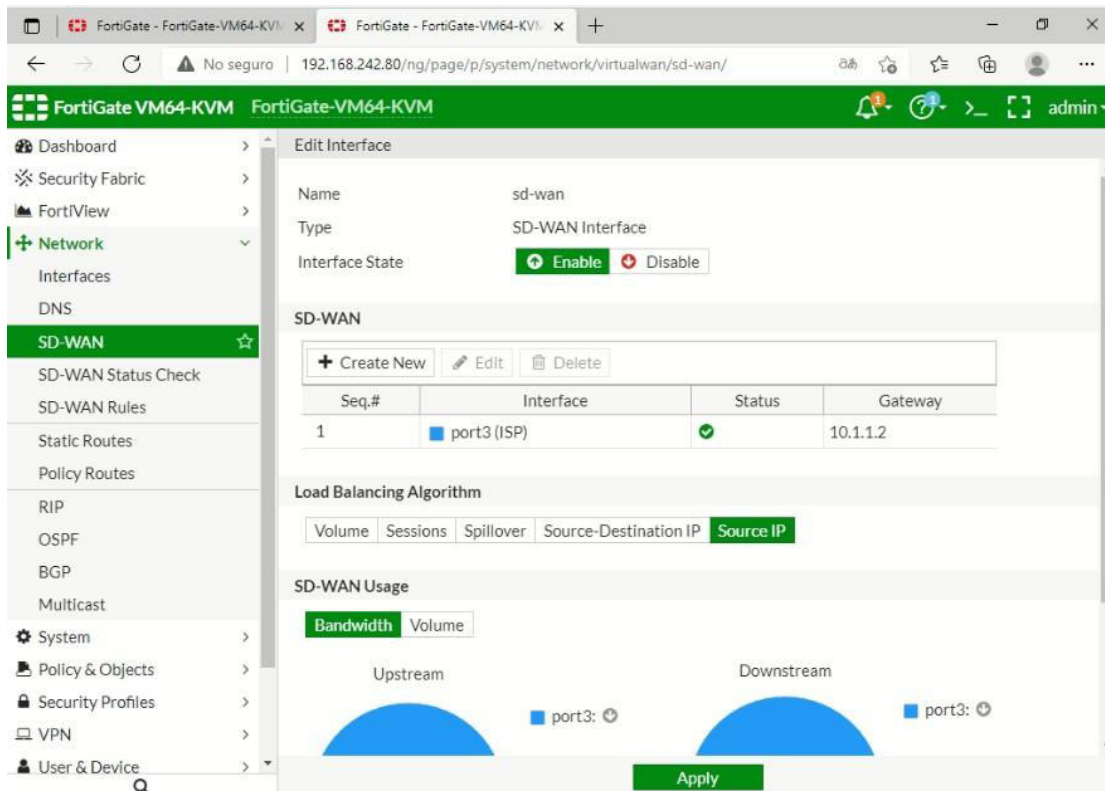 FortiGate - FortiGate-VM64-KVM
FortiGate - FortiGate-VM64-KVM
No seguro 192.168.242.80/ng/page/p/system/network/virtualwan/sd-wan/
FortiGate VM64-KVM FortiGate-VM64-KVM 1 1 admin
Dashboard
Security Fabric
FortiView
Network
Interfaces
DNS
SD-WAN
SD-WAN Status Check
SD-WAN Rules
Static Routes
Policy Routes
RIP
OSPF
BGP
Multicast
System
Policy & Objects
Security Profiles
VPN
User & Device
Edit Interface
Name sd-wan
Type SD-WAN Interface
Interface State Enable Disable
SD-WAN
+ Create New Edit Delete
Seq.# Interface Status Gateway
1 port3 (ISP) 10.1.1.2
Load Balancing Algorithm
Volume Sessions Spillover Source-Destination IP Source IP
SD-WAN Usage
Bandwidth Volume
Upstream Downstream
port3: port3:
Apply